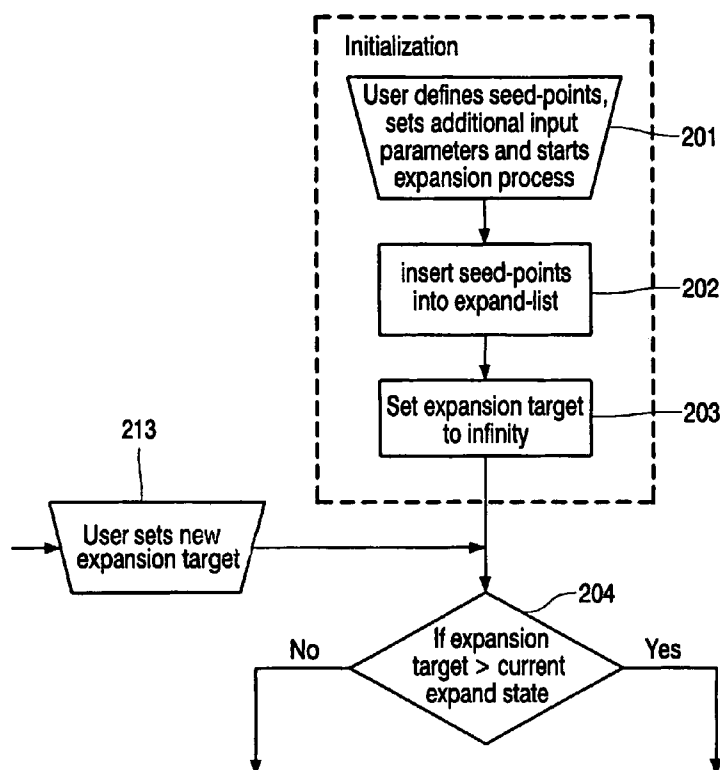 Initialization
User defines seed-points,
sets additional input
parameters and starts
expansion process
201
insert seed-points
into expand-list
202
Set expansion target
to infinity
203
213
User sets new
expansion target
204
If expansion
target > current
expand state
No
Yes